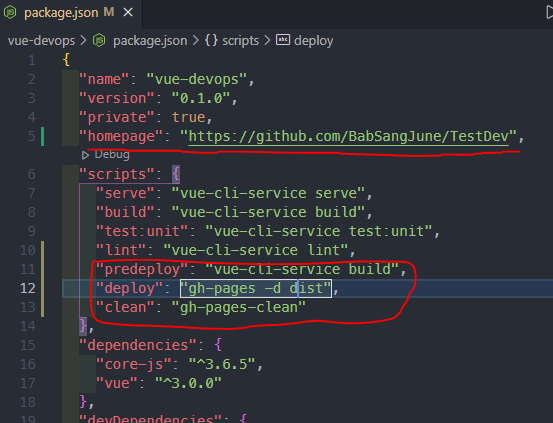 package.json M
vue-devops > package.json > {} scripts > abc deploy
1 {
2 "name": "vue-devops",
3 "version": "0.1.0",
4 "private": true,
5 "homepage": "https://github.com/BabSangJune/TestDev",
Debug
6 "scripts": {
7 "serve": "vue-cli-service serve",
8 "build": "vue-cli-service build",
9 "test:unit": "vue-cli-service test:unit",
10 "lint": "vue-cli-service lint",
11 "predeploy": "vue-cli-service build",
12 "deploy": "gh-pages -d dist",
13 "clean": "gh-pages-clean"
14 },
15 "dependencies": {
16 "core-js": "^3.6.5",
17 "vue": "^3.0.0"
18 },
19 "devDependencies": {